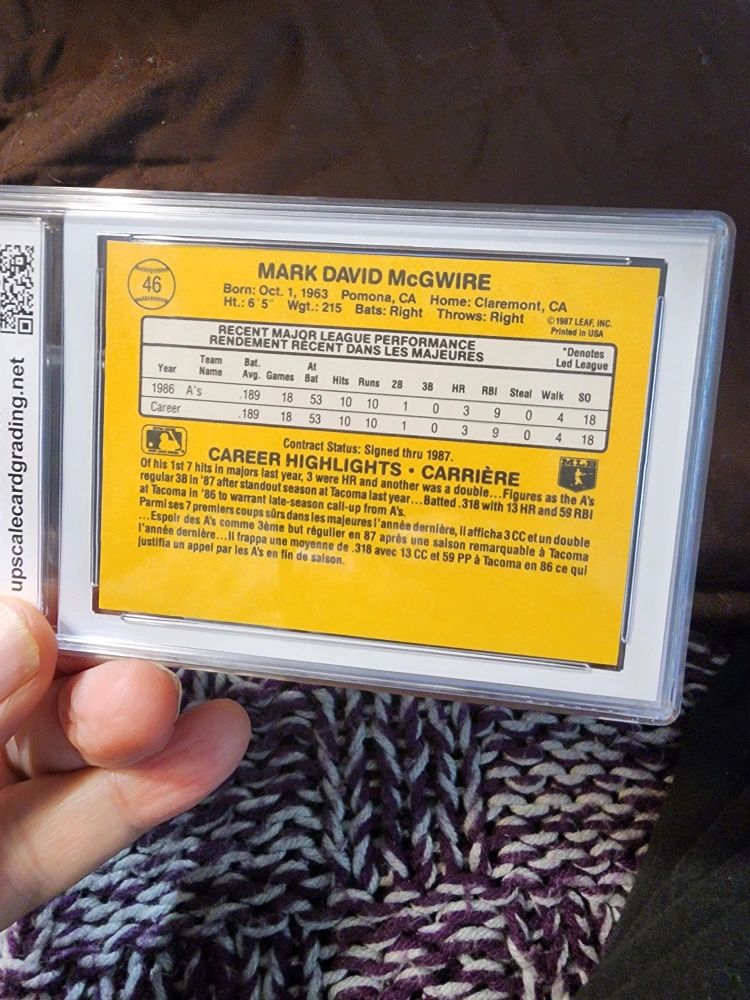 upscalecardgrading.net
46
MARK DAVID McGWIRE
Born: Oct. 1, 1963 Pomona, CA Home: Claremont, CA
Ht.: 6'5" Wgt.: 215 Bats: Right Throws: Right
©1987 LEAF, INC.
Printed in USA
RECENT MAJOR LEAGUE PERFORMANCE
RENDEMENT RÉCENT DANS LES MAJEURES
*Denotes
Led League
Year Team Name Bat. Avg. Games At Bat Hits Runs 2B 3B HR RBI Steal Walk SO
1986 A's .189 18 53 10 10 1 0 3 9 0 4 18
Career .189 18 53 10 10 1 0 3 9 0 4 18
Contract Status: Signed thru 1987.
CAREER HIGHLIGHTS • CARRIÈRE
MLB
Of his 1st 7 hits in majors last year, 3 were HR and another was a double...Figures as the A's
regular 3B in '87 after standout season at Tacoma last year...Batted .318 with 13 HR and 59 RBI
at Tacoma in '86 to warrant late-season call-up from A's.
Parmi ses 7 premiers coups sûrs dans les majeures l'année dernière, il afficha 3 CC et un double
...Espoir des A's comme 3ème but régulier en 87 après une saison remarquable à Tacoma
l'année dernière...Il frappa une moyenne de .318 avec 13 CC et 59 PP à Tacoma en 86 ce qui
justifia un appel par les A's en fin de saison.